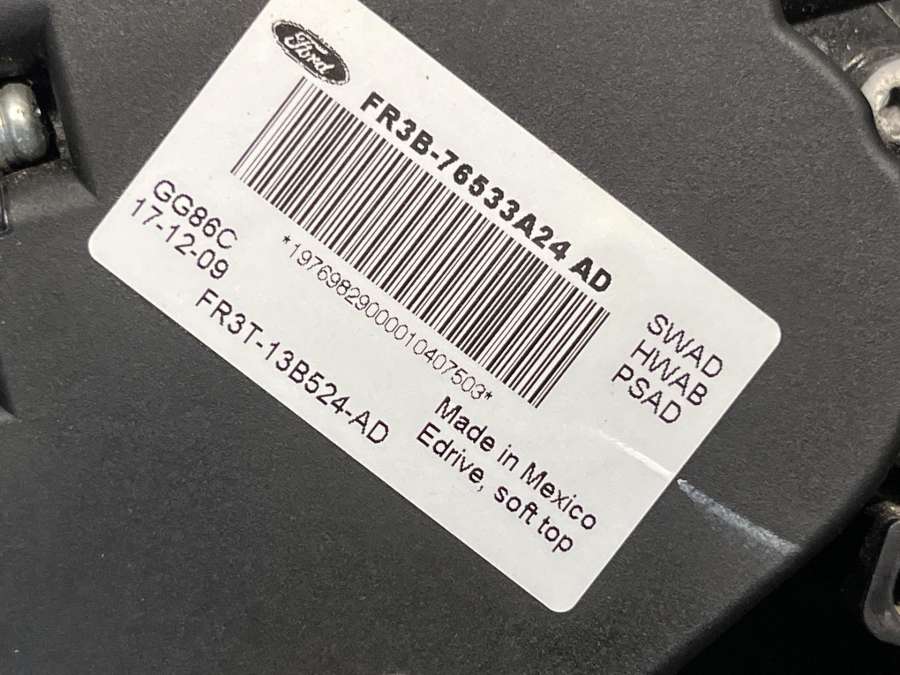 Ford
FR3B-76533A24 AD
*19769829000010407503*
GG86C
17-12-09
FR3T-13B524-AD
SWAD
HWAB
PSAD
Made in Mexico
Edrive, soft top